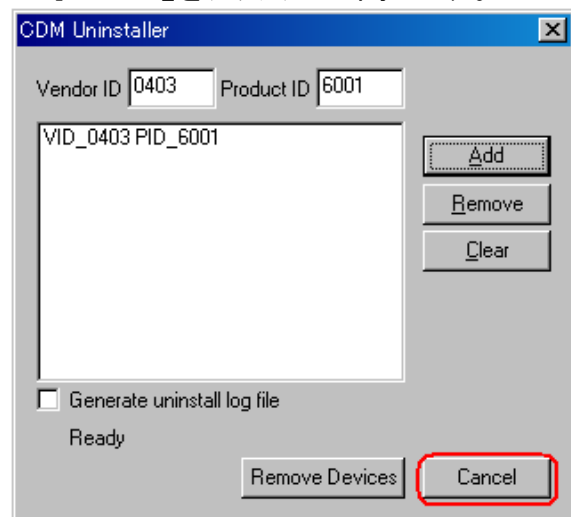 CDM Uninstaller
Vendor ID 0403 Product ID 6001
VID_0403 PID_6001
Add
Remove
Clear
Generate uninstall log file
Ready
Remove Devices Cancel